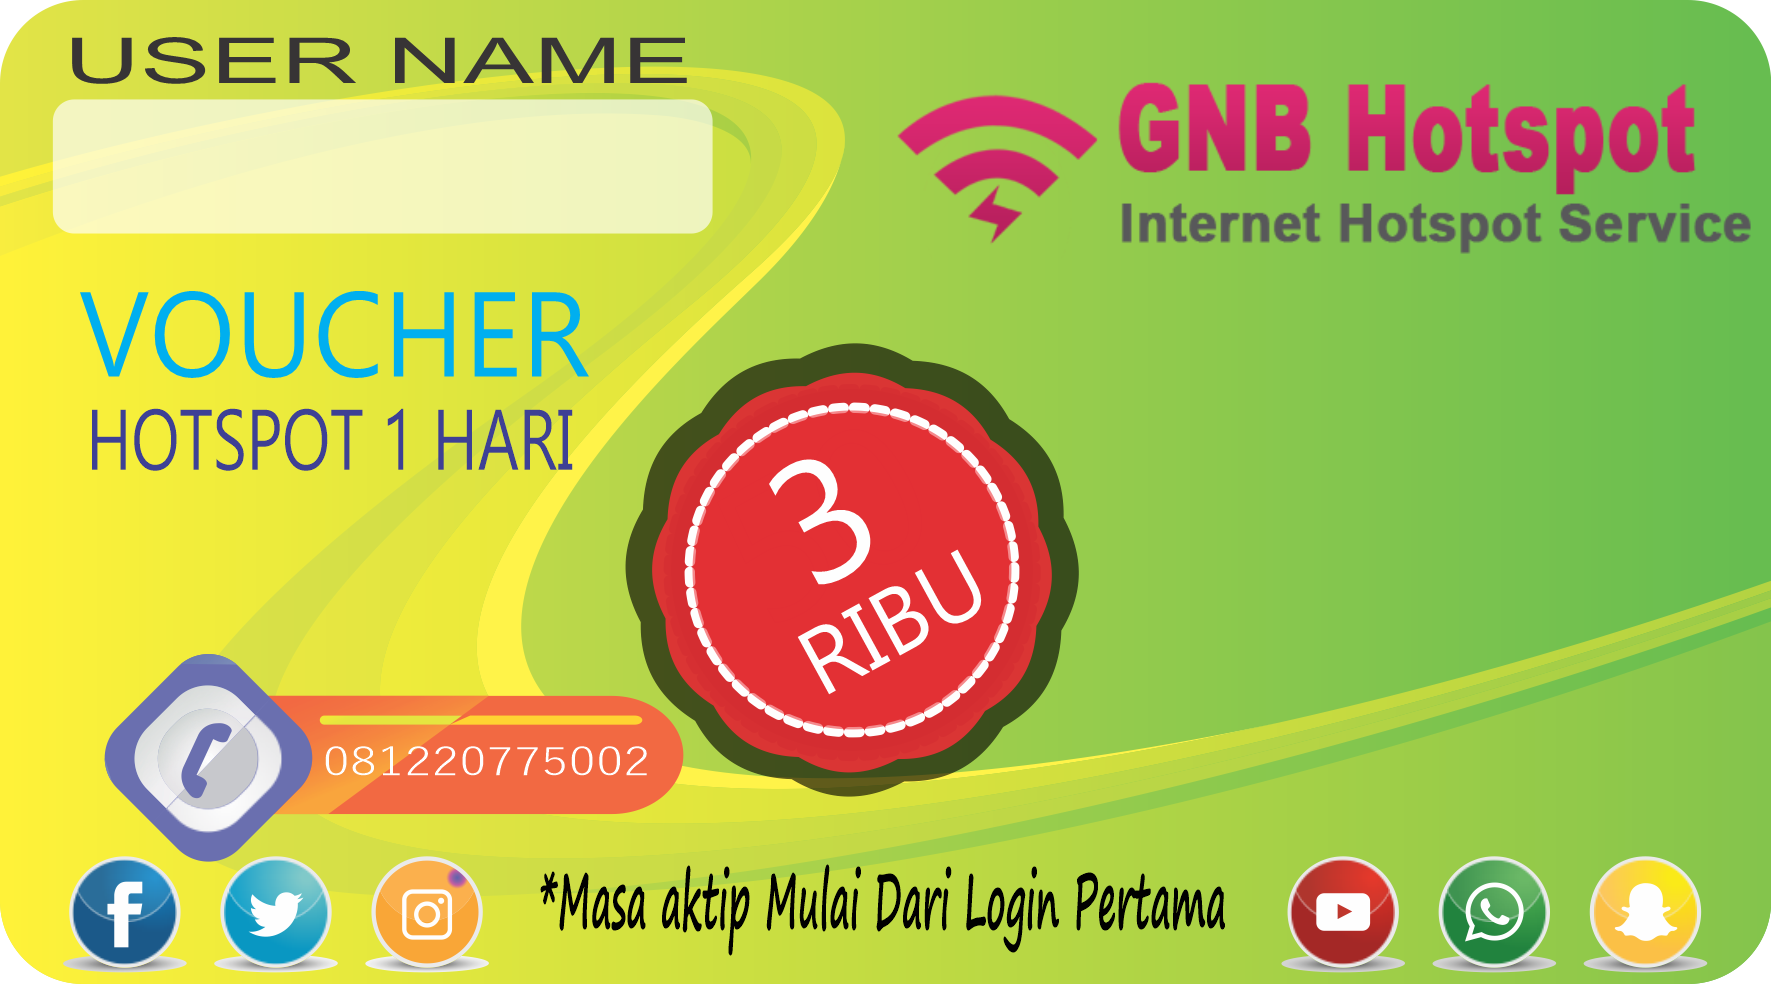 USER NAME
GNB Hotspot
Internet Hotspot Service
VOUCHER
HOTSPOT 1 HARI
3
RIBU
081220775002
*Masa aktip Mulai Dari Login Pertama